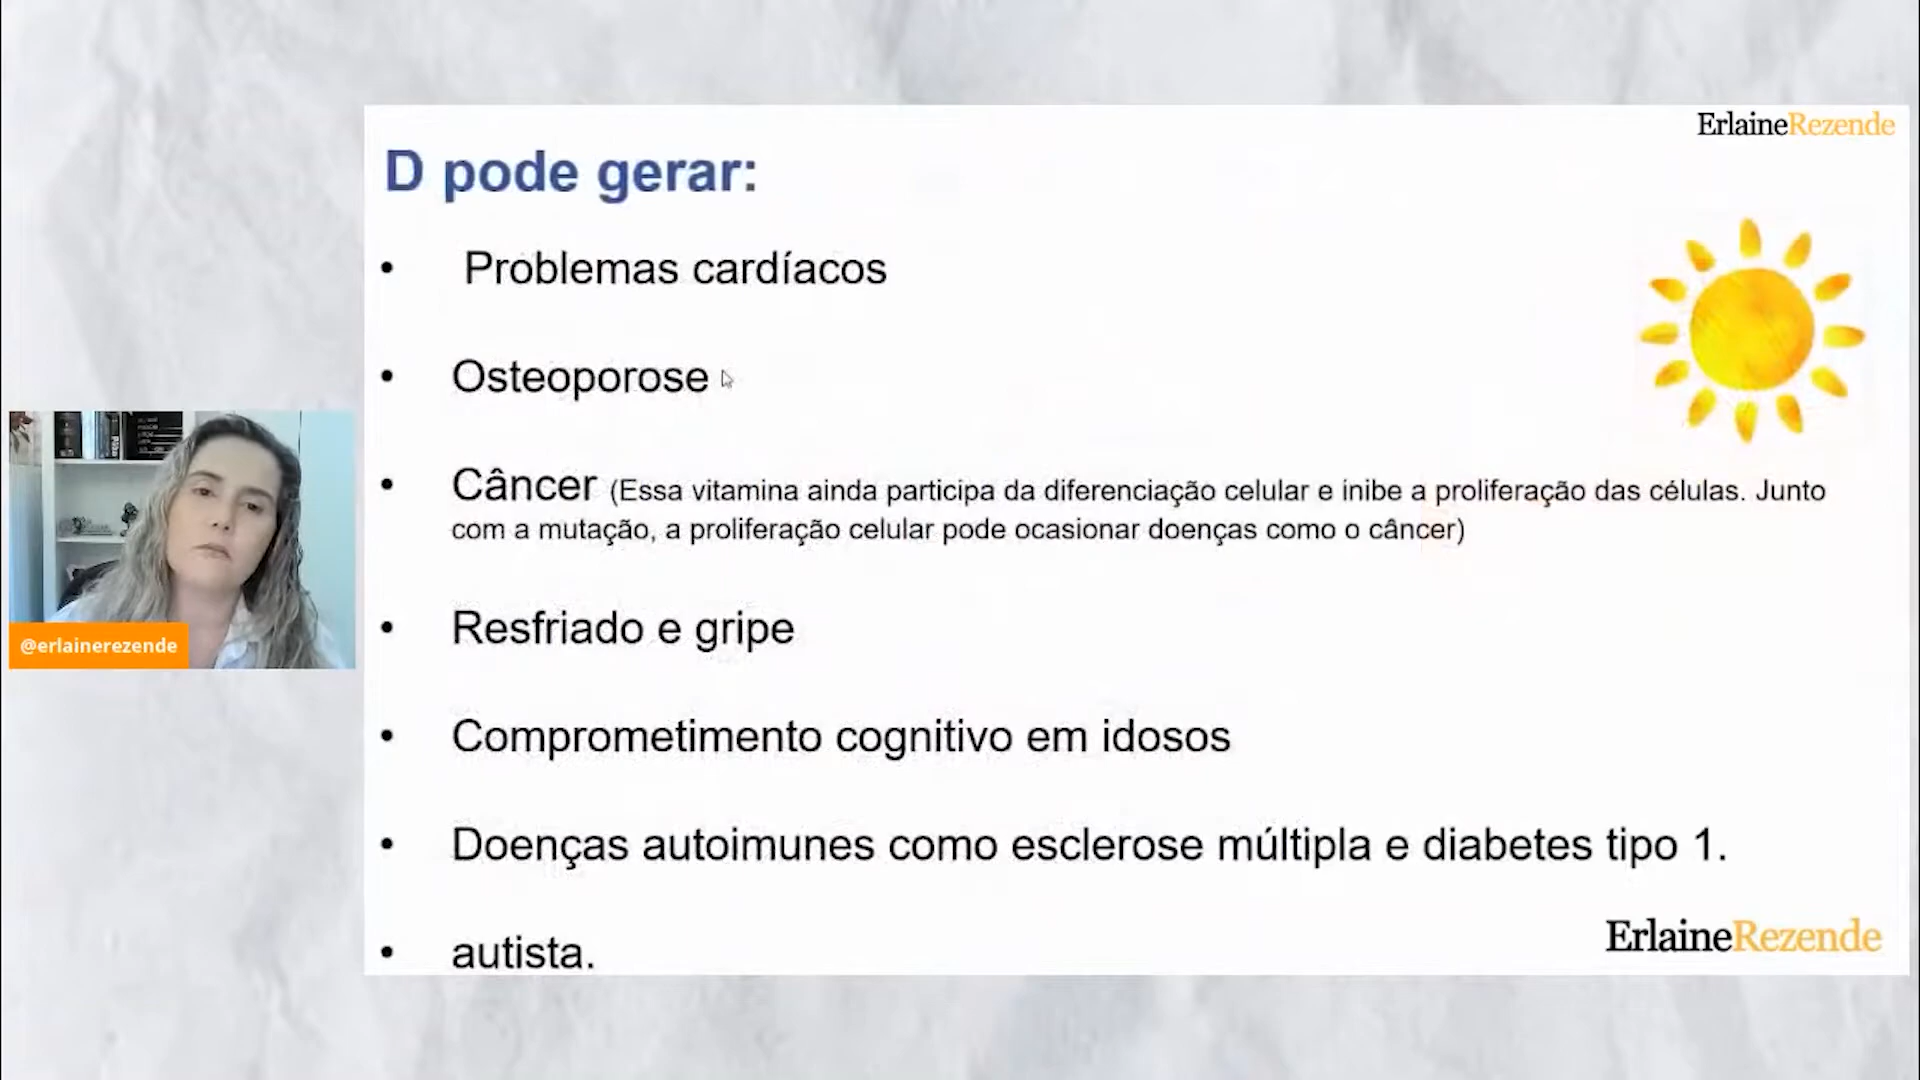 ErlaineRezende
D pode gerar:
• Problemas cardíacos
• Osteoporose
• Câncer (Essa vitamina ainda participa da diferenciação celular e inibe a proliferação das células. Junto
com a mutação, a proliferação celular pode ocasionar doenças como o câncer)
• Resfriado e gripe
• Comprometimento cognitivo em idosos
• Doenças autoimunes como esclerose múltipla e diabetes tipo 1.
• autista.
ErlaineRezende
@erlainerezende